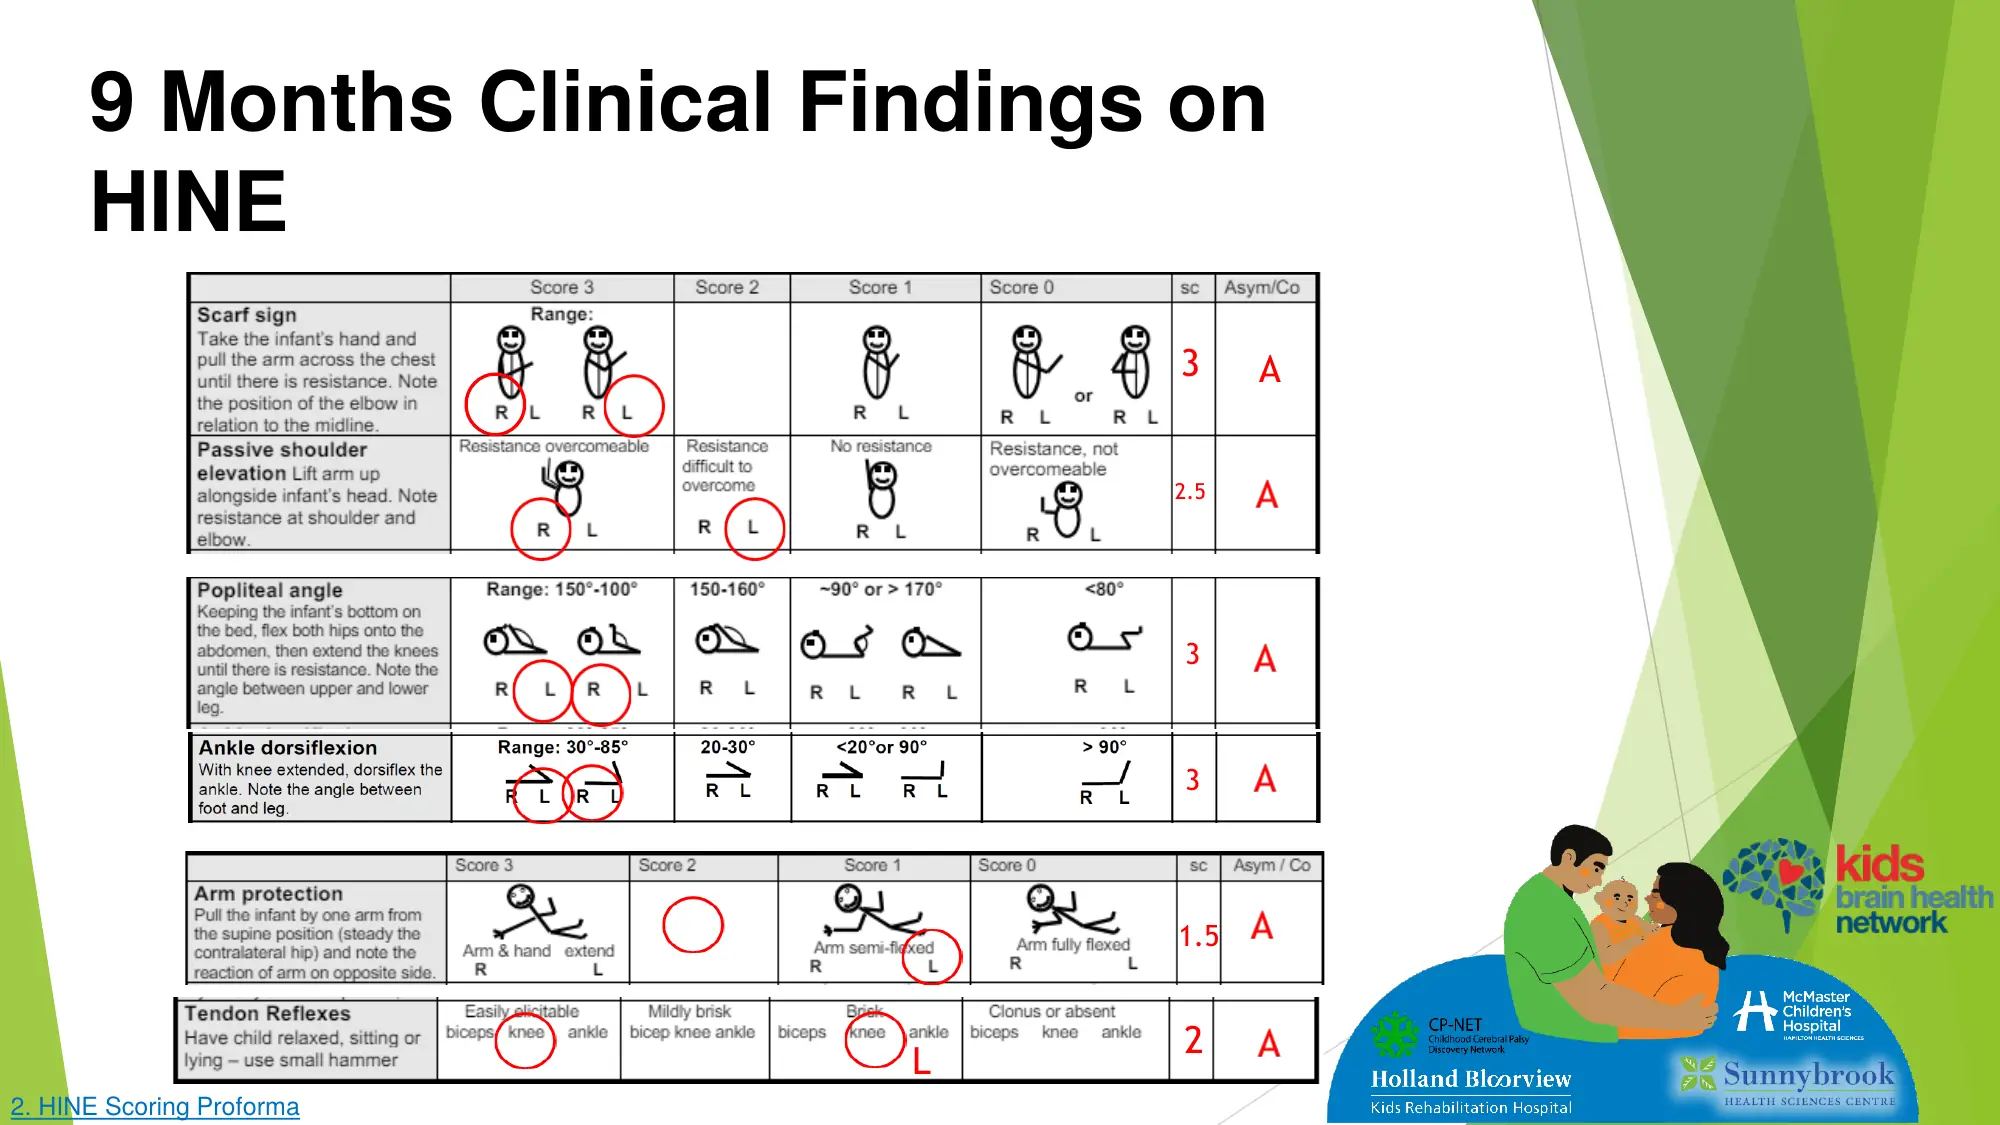 9 Months Clinical Findings on
HINE
Score 3 Score 2 Score 1 Score 0 sc Asym/Co
Scarf sign
Take the infant's hand and
pull the arm across the chest
until there is resistance. Note
the position of the elbow in
relation to the midline.
Range:
R L R L
R L
or
R L R L
3
A
Passive shoulder
elevation Lift arm up
alongside infant's head. Note
resistance at shoulder and
elbow.
Resistance overcomeable
R L
Resistance
difficult to
overcome
R L
No resistance
R L
Resistance, not
overcomeable
R L
2.5
A
Popliteal angle
Keeping the infant's bottom on
the bed, flex both hips onto the
abdomen, then extend the knees
until there is resistance. Note the
angle between upper and lower
leg.
Range: 150°-100°
R L R L
150-160°
R L
~90° or > 170°
R L R L
<80°
R L
3
A
Ankle dorsiflexion
With knee extended, dorsiflex the
ankle. Note the angle between
foot and leg.
Range: 30°-85°
R L R L
20-30°
R L
<20°or 90°
R L R L
> 90°
R L
3
A
Score 3 Score 2 Score 1 Score 0 sc Asym / Co
Arm protection
Pull the infant by one arm from
the supine position (steady the
contralateral hip) and note the
reaction of arm on opposite side.
Arm & hand extend
R L
Arm semi-flexed
R L
Arm fully flexed
R L
1.5
A
Tendon Reflexes
Have child relaxed, sitting or
lying – use small hammer
Easily elicitable
biceps knee ankle
Mildly brisk
bicep knee ankle
Brisk
biceps knee ankle
L
Clonus or absent
biceps knee ankle
2
A
2. HINE Scoring Proforma
kids
brain health
network
CP-NET
Childhood Cerebral Palsy
Discovery Network
McMaster
Children's
Hospital
HAMILTON HEALTH SCIENCES
Holland Bloorview
Kids Rehabilitation Hospital
Sunnybrook
HEALTH SCIENCES CENTRE